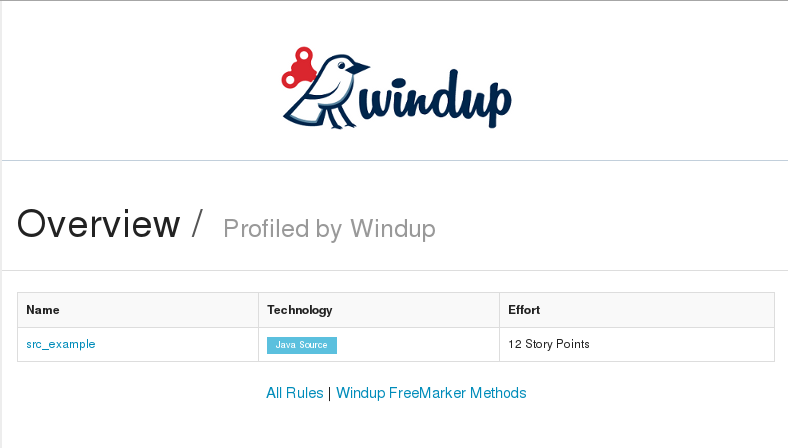 windup
Overview / Profiled by Windup
Name Technology Effort
src_example Java Source 12 Story Points
All Rules | Windup FreeMarker Methods